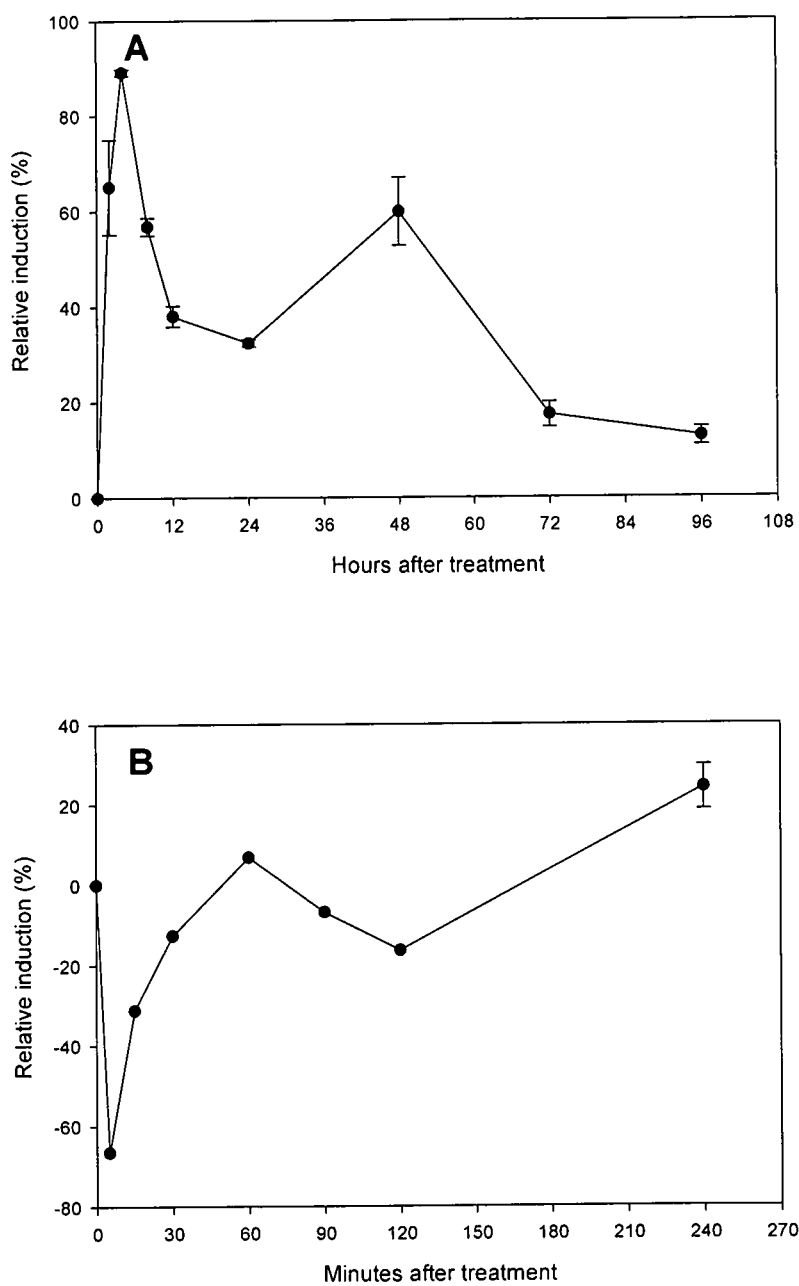 A
Relative induction (%)
100
80
60
40
20
0
0 12 24 36 48 60 72 84 96 108
Hours after treatment
B
Relative induction (%)
40
20
0
-20
-40
-60
-80
0 30 60 90 120 150 180 210 240 270
Minutes after treatment